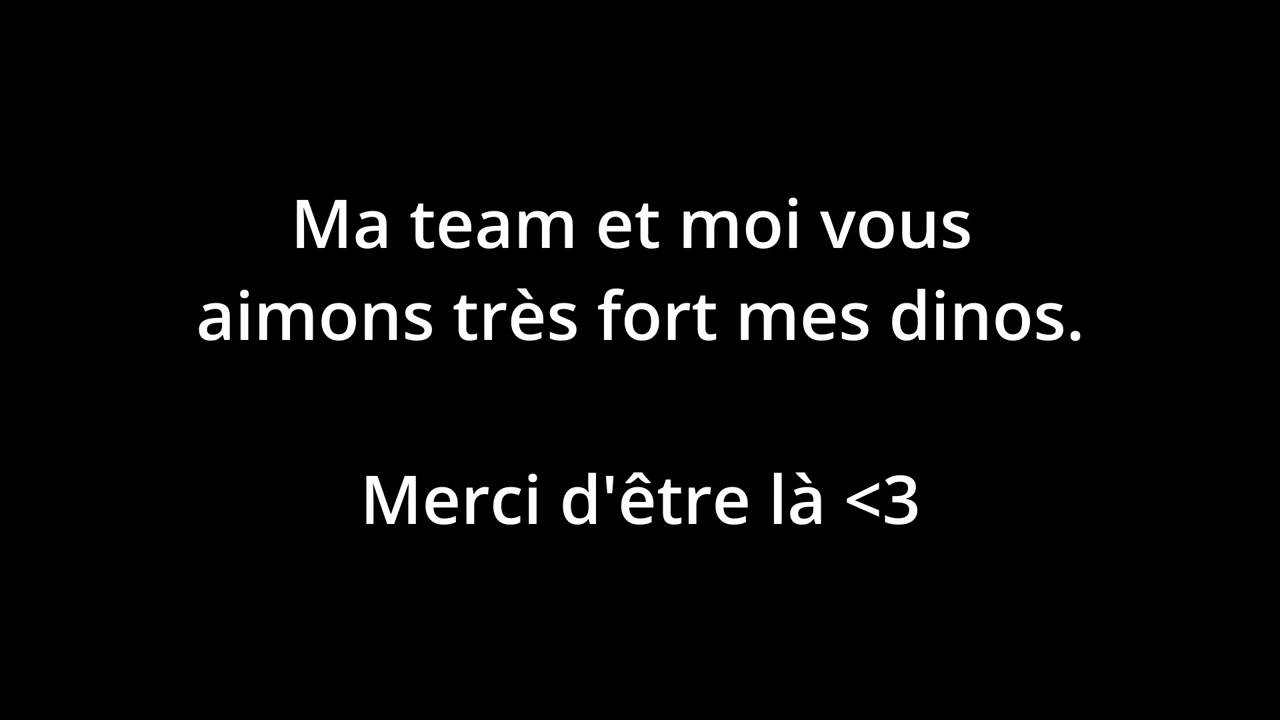 Ma team et moi vous
aimons très fort mes dinos.
Merci d'être là <3